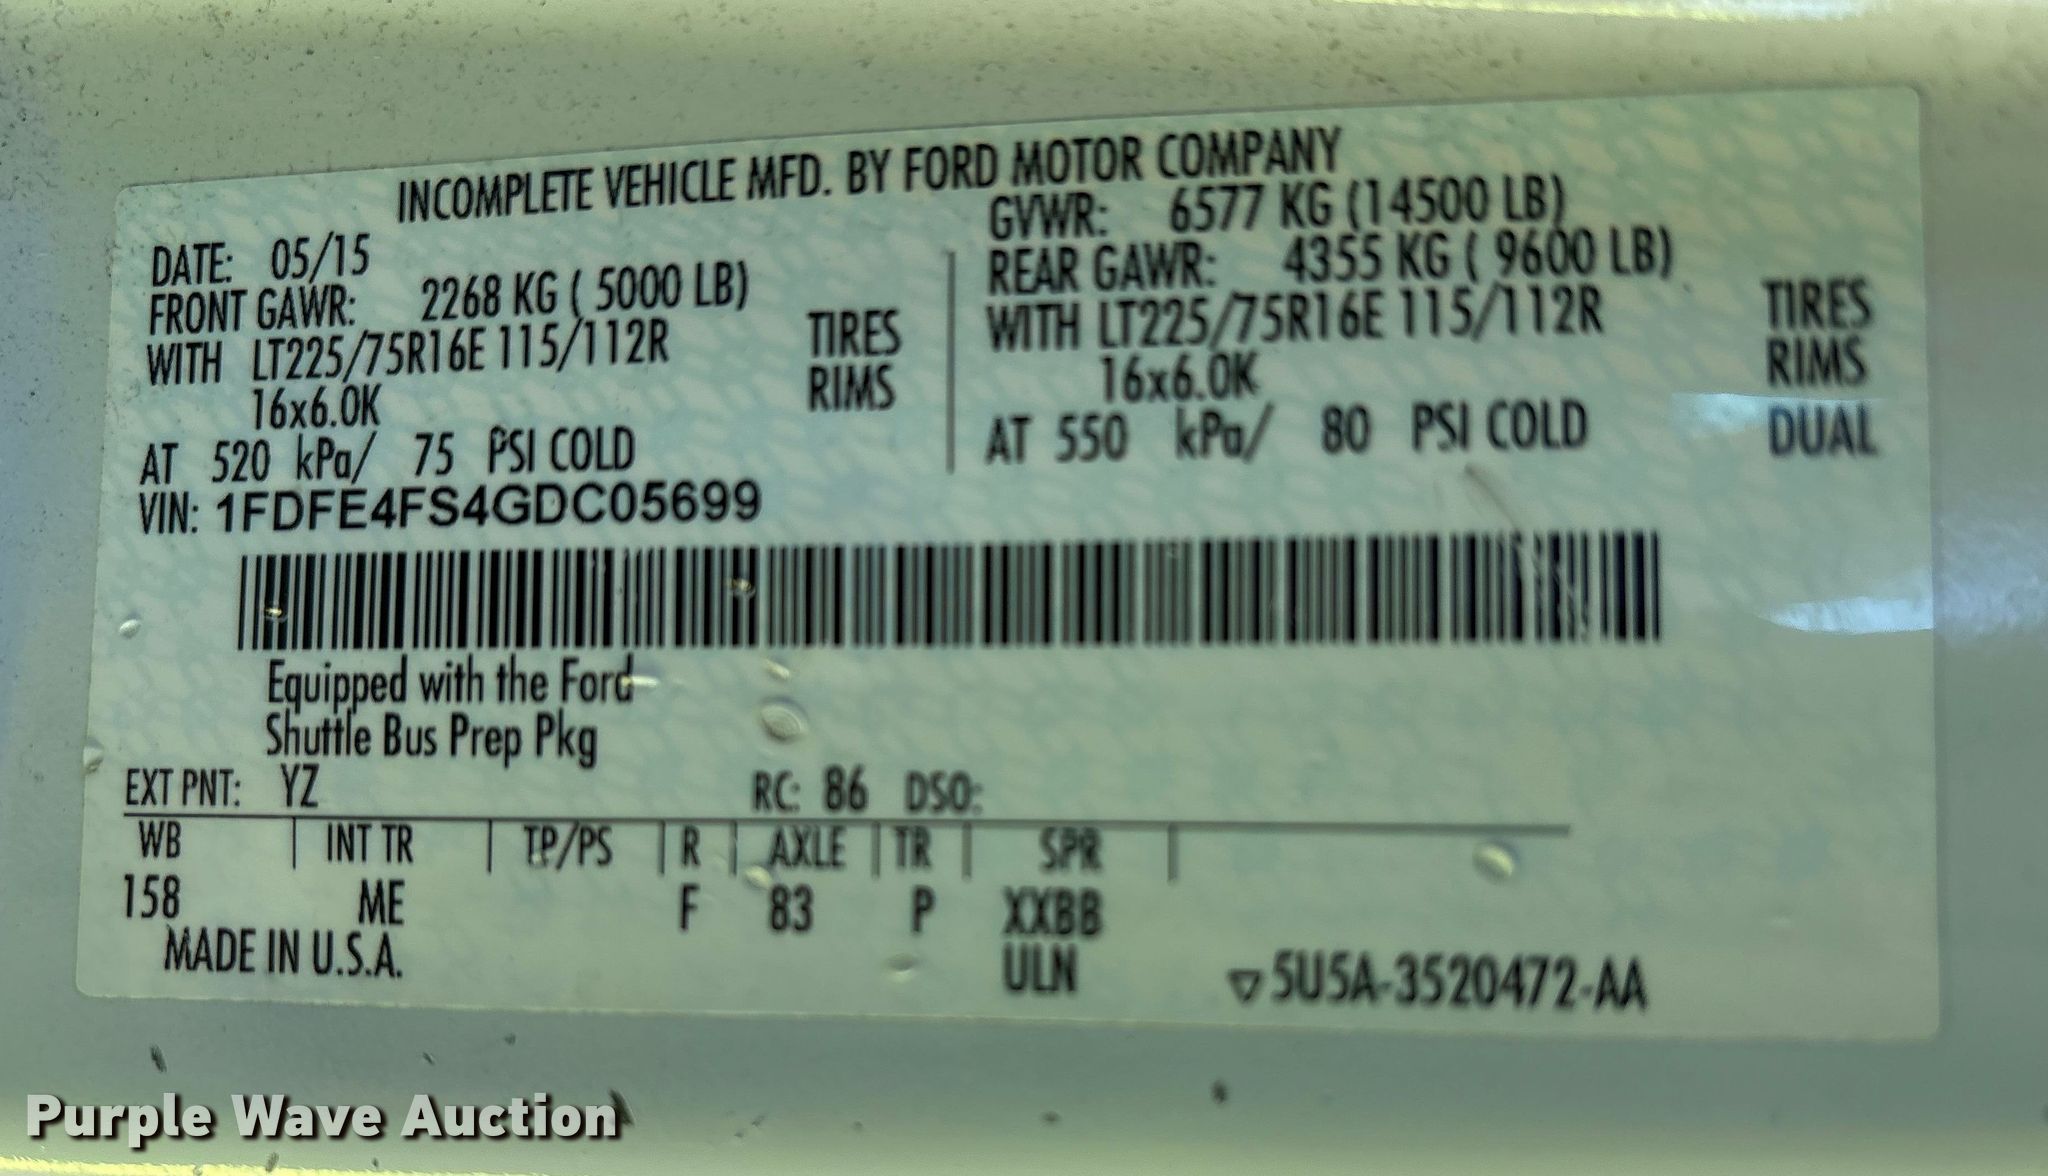 INCOMPLETE VEHICLE MFD. BY FORD MOTOR COMPANY
DATE: 05/15
GVWR: 6577 KG (14500 LB)
FRONT GAWR: 2268 KG ( 5000 LB)
REAR GAWR: 4355 KG ( 9600 LB)
WITH LT225/75R16E 115/112R TIRES
WITH LT225/75R16E 115/112R TIRES
16x6.0K RIMS
16x6.0K RIMS
AT 520 kPa/ 75 PSI COLD
AT 550 kPa/ 80 PSI COLD DUAL
VIN: 1FDFE4FS4GDC05699
Equipped with the Ford
Shuttle Bus Prep Pkg
EXT PNT: YZ RC: 86 DSO:
WB | INT TR | TP/PS | R | AXLE | TR | SPR |
158 ME F 83 P XXBB
MADE IN U.S.A. ULN
▽5U5A-3520472-AA
Purple Wave Auction